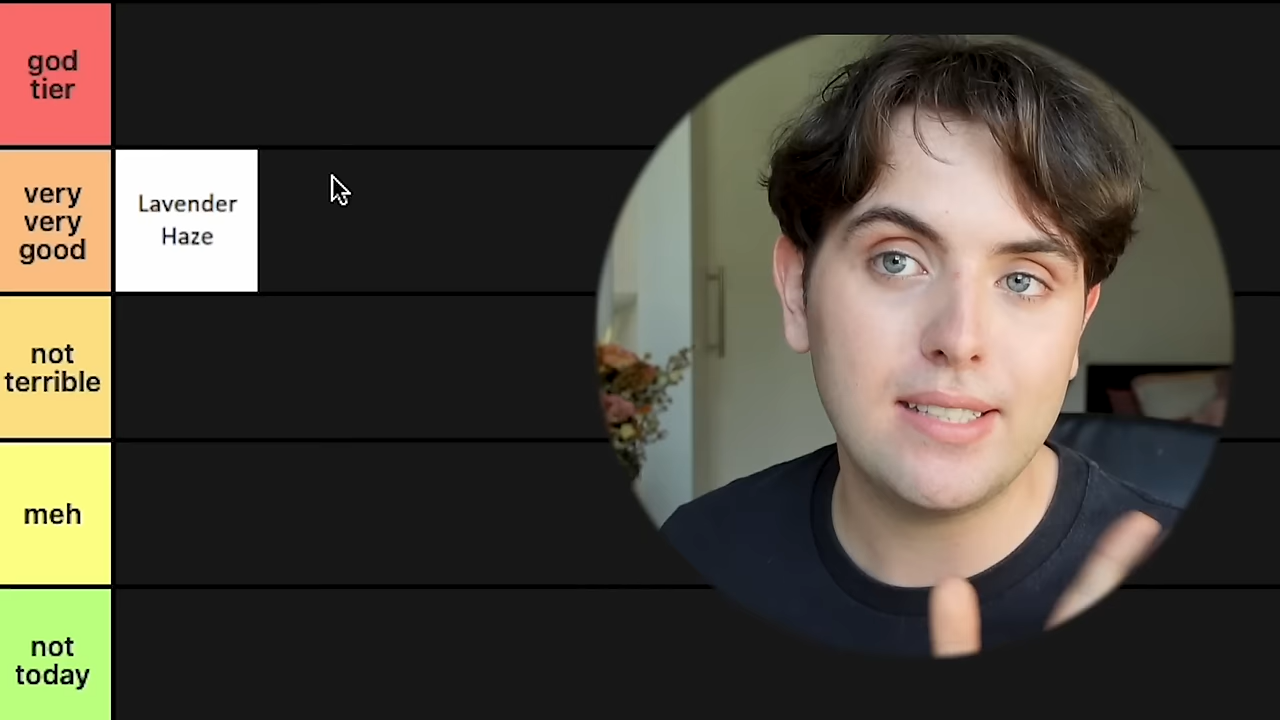 god
tier
very
very
good
Lavender
Haze
not
terrible
meh
not
today